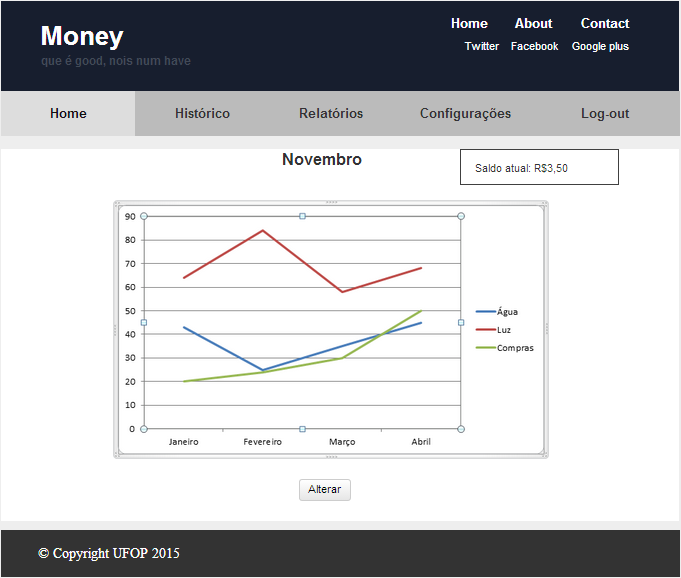 Money
que é good, nois num have
Home About Contact
Twitter Facebook Google plus
Home Histórico Relatórios Configurações Log-out
Novembro
Saldo atual: R$3,50
90
80
70
60
50
40
30
20
10
0
Janeiro Fevereiro Março Abril
Água
Luz
Compras
Alterar
© Copyright UFOP 2015